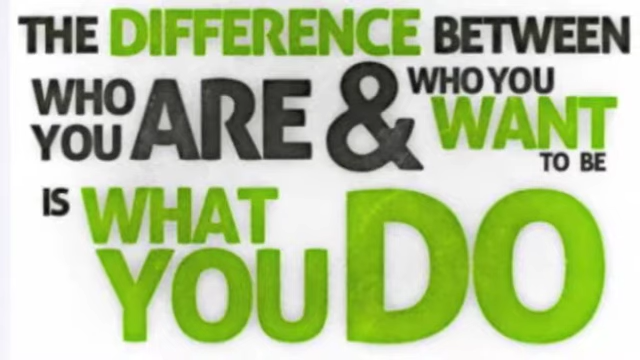 THE DIFFERENCE BETWEEN
WHO YOU ARE & WHO YOU WANT TO BE
IS WHAT YOU DO